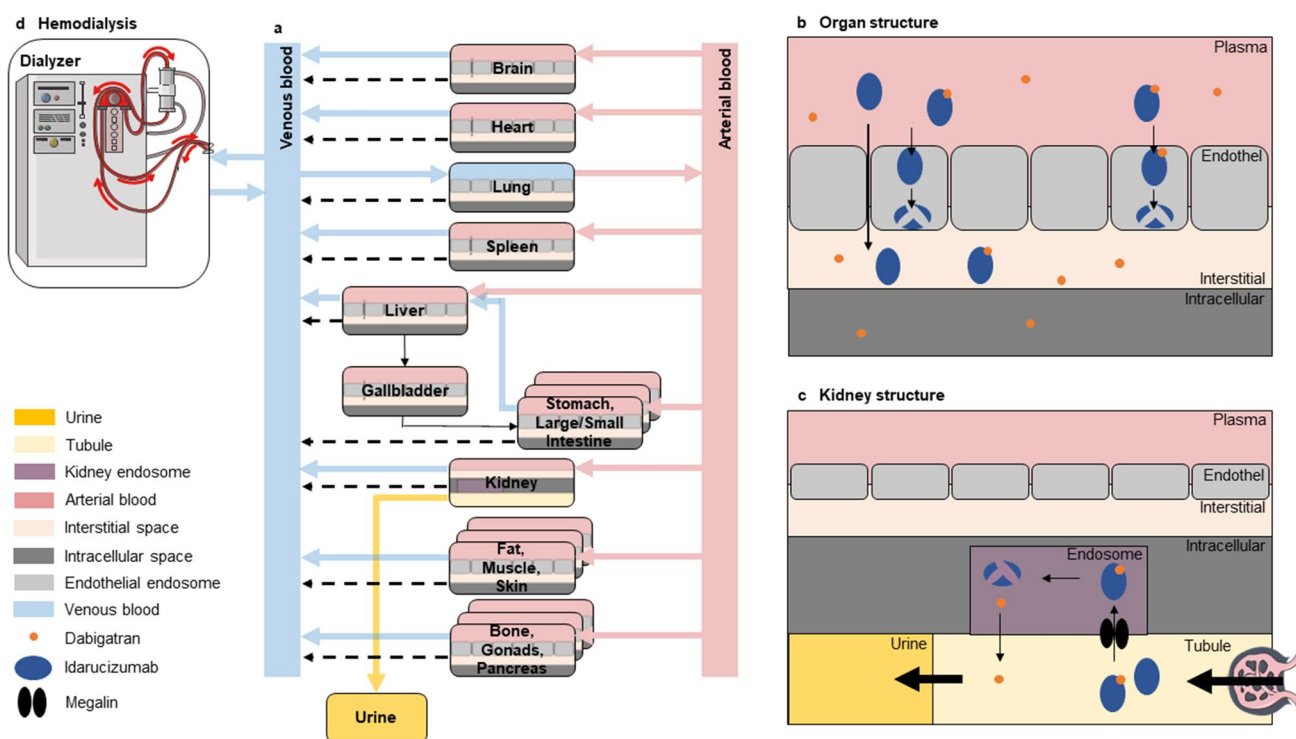 d Hemodialysis
Dialyzer
a
Venous blood
Arterial blood
Brain
Heart
Lung
Spleen
Liver
Gallbladder
Stomach,
Large/Small
Intestine
Kidney
Fat,
Muscle,
Skin
Bone,
Gonads,
Pancreas
Urine
Urine
Tubule
Kidney endosome
Arterial blood
Interstitial space
Intracellular space
Endothelial endosome
Venous blood
Dabigatran
Idarucizumab
Megalin
b Organ structure
Plasma
Endothel
Interstitial
Intracellular
c Kidney structure
Plasma
Endothel
Interstitial
Intracellular
Endosome
Urine
Tubule